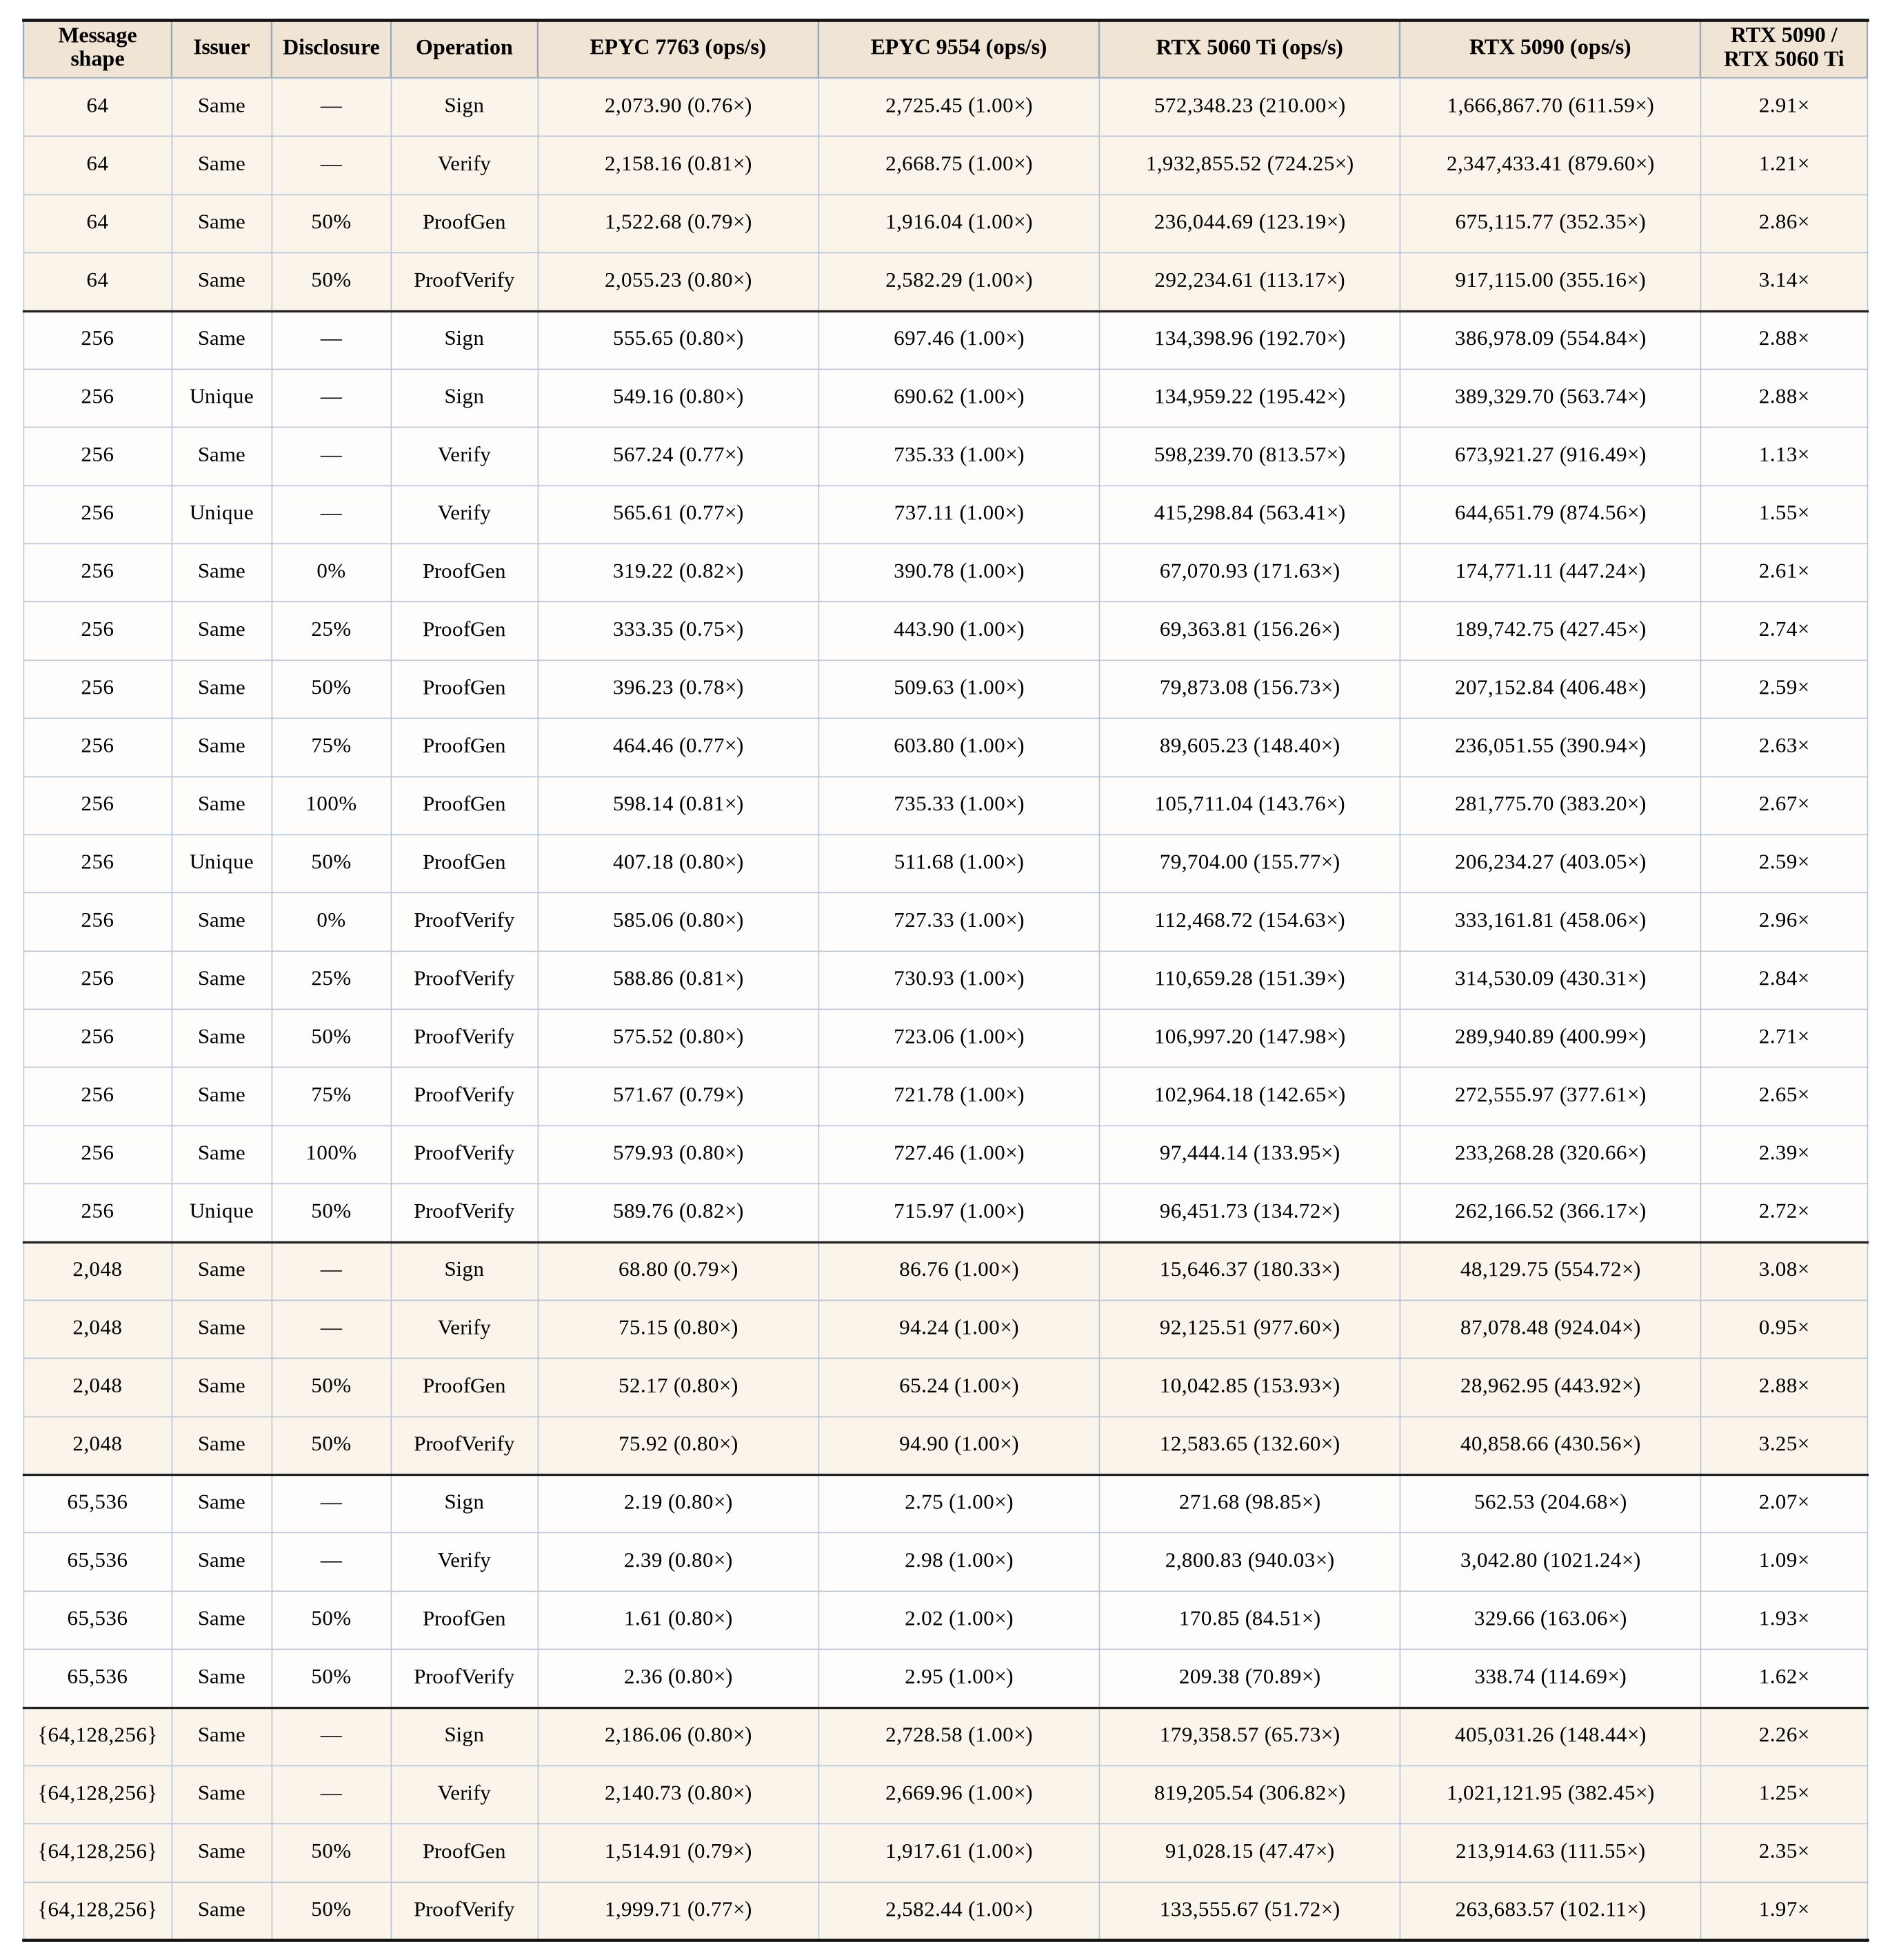 Message shape Issuer Disclosure Operation EPYC 7763 (ops/s) EPYC 9554 (ops/s) RTX 5060 Ti (ops/s) RTX 5090 (ops/s) RTX 5090 / RTX 5060 Ti
64 Same — Sign 2,073.90 (0.76×) 2,725.45 (1.00×) 572,348.23 (210.00×) 1,666,867.70 (611.59×) 2.91×
64 Same — Verify 2,158.16 (0.81×) 2,668.75 (1.00×) 1,932,855.52 (724.25×) 2,347,433.41 (879.60×) 1.21×
64 Same 50% ProofGen 1,522.68 (0.79×) 1,916.04 (1.00×) 236,044.69 (123.19×) 675,115.77 (352.35×) 2.86×
64 Same 50% ProofVerify 2,055.23 (0.80×) 2,582.29 (1.00×) 292,234.61 (113.17×) 917,115.00 (355.16×) 3.14×
256 Same — Sign 555.65 (0.80×) 697.46 (1.00×) 134,398.96 (192.70×) 386,978.09 (554.84×) 2.88×
256 Unique — Sign 549.16 (0.80×) 690.62 (1.00×) 134,959.22 (195.42×) 389,329.70 (563.74×) 2.88×
256 Same — Verify 567.24 (0.77×) 735.33 (1.00×) 598,239.70 (813.57×) 673,921.27 (916.49×) 1.13×
256 Unique — Verify 565.61 (0.77×) 737.11 (1.00×) 415,298.84 (563.41×) 644,651.79 (874.56×) 1.55×
256 Same 0% ProofGen 319.22 (0.82×) 390.78 (1.00×) 67,070.93 (171.63×) 174,771.11 (447.24×) 2.61×
256 Same 25% ProofGen 333.35 (0.75×) 443.90 (1.00×) 69,363.81 (156.26×) 189,742.75 (427.45×) 2.74×
256 Same 50% ProofGen 396.23 (0.78×) 509.63 (1.00×) 79,873.08 (156.73×) 207,152.84 (406.48×) 2.59×
256 Same 75% ProofGen 464.46 (0.77×) 603.80 (1.00×) 89,605.23 (148.40×) 236,051.55 (390.94×) 2.63×
256 Same 100% ProofGen 598.14 (0.81×) 735.33 (1.00×) 105,711.04 (143.76×) 281,775.70 (383.20×) 2.67×
256 Unique 50% ProofGen 407.18 (0.80×) 511.68 (1.00×) 79,704.00 (155.77×) 206,234.27 (403.05×) 2.59×
256 Same 0% ProofVerify 585.06 (0.80×) 727.33 (1.00×) 112,468.72 (154.63×) 333,161.81 (458.06×) 2.96×
256 Same 25% ProofVerify 588.86 (0.81×) 730.93 (1.00×) 110,659.28 (151.39×) 314,530.09 (430.31×) 2.84×
256 Same 50% ProofVerify 575.52 (0.80×) 723.06 (1.00×) 106,997.20 (147.98×) 289,940.89 (400.99×) 2.71×
256 Same 75% ProofVerify 571.67 (0.79×) 721.78 (1.00×) 102,964.18 (142.65×) 272,555.97 (377.61×) 2.65×
256 Same 100% ProofVerify 579.93 (0.80×) 727.46 (1.00×) 97,444.14 (133.95×) 233,268.28 (320.66×) 2.39×
256 Unique 50% ProofVerify 589.76 (0.82×) 715.97 (1.00×) 96,451.73 (134.72×) 262,166.52 (366.17×) 2.72×
2,048 Same — Sign 68.80 (0.79×) 86.76 (1.00×) 15,646.37 (180.33×) 48,129.75 (554.72×) 3.08×
2,048 Same — Verify 75.15 (0.80×) 94.24 (1.00×) 92,125.51 (977.60×) 87,078.48 (924.04×) 0.95×
2,048 Same 50% ProofGen 52.17 (0.80×) 65.24 (1.00×) 10,042.85 (153.93×) 28,962.95 (443.92×) 2.88×
2,048 Same 50% ProofVerify 75.92 (0.80×) 94.90 (1.00×) 12,583.65 (132.60×) 40,858.66 (430.56×) 3.25×
65,536 Same — Sign 2.19 (0.80×) 2.75 (1.00×) 271.68 (98.85×) 562.53 (204.68×) 2.07×
65,536 Same — Verify 2.39 (0.80×) 2.98 (1.00×) 2,800.83 (940.03×) 3,042.80 (1021.24×) 1.09×
65,536 Same 50% ProofGen 1.61 (0.80×) 2.02 (1.00×) 170.85 (84.51×) 329.66 (163.06×) 1.93×
65,536 Same 50% ProofVerify 2.36 (0.80×) 2.95 (1.00×) 209.38 (70.89×) 338.74 (114.69×) 1.62×
{64,128,256} Same — Sign 2,186.06 (0.80×) 2,728.58 (1.00×) 179,358.57 (65.73×) 405,031.26 (148.44×) 2.26×
{64,128,256} Same — Verify 2,140.73 (0.80×) 2,669.96 (1.00×) 819,205.54 (306.82×) 1,021,121.95 (382.45×) 1.25×
{64,128,256} Same 50% ProofGen 1,514.91 (0.79×) 1,917.61 (1.00×) 91,028.15 (47.47×) 213,914.63 (111.55×) 2.35×
{64,128,256} Same 50% ProofVerify 1,999.71 (0.77×) 2,582.44 (1.00×) 133,555.67 (51.72×) 263,683.57 (102.11×) 1.97×